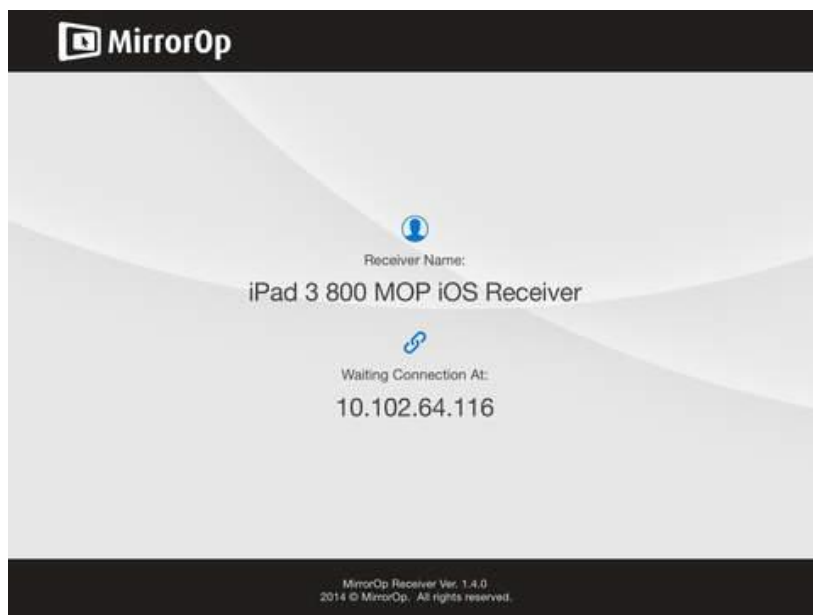 MirrorOp
Receiver Name:
iPad 3 800 MOP iOS Receiver
Waiting Connection At:
10.102.64.116
MirrorOp Receiver Ver. 1.4.0
2014 © MirrorOp. All rights reserved.